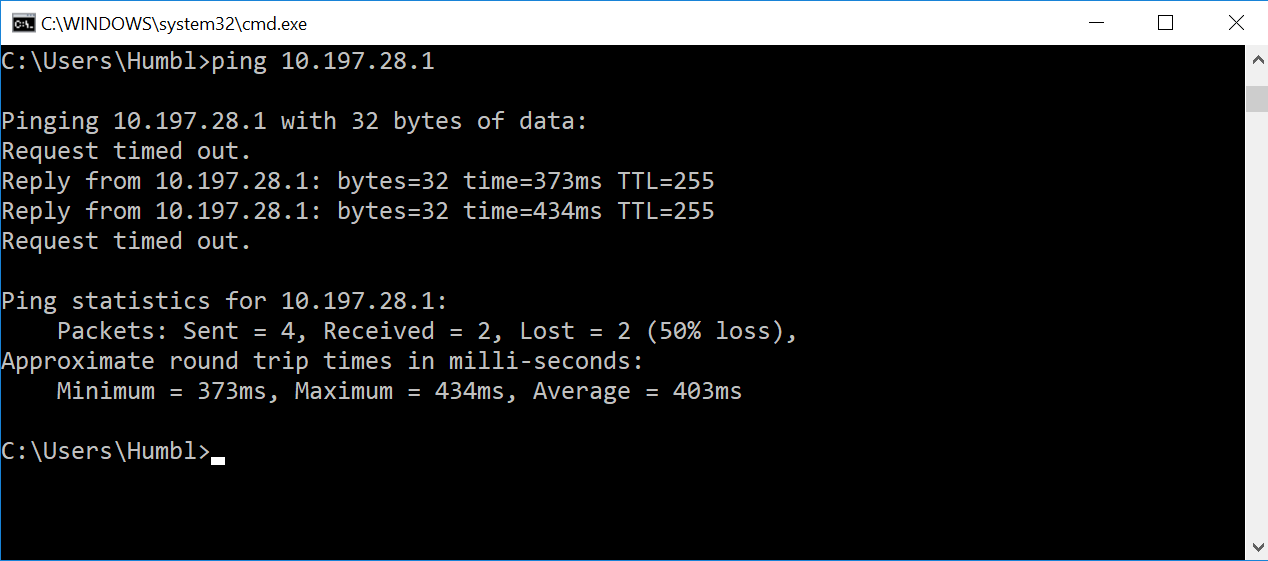 C:\WINDOWS\system32\cmd.exe
C:\Users\Humbl>ping 10.197.28.1
Pinging 10.197.28.1 with 32 bytes of data:
Request timed out.
Reply from 10.197.28.1: bytes=32 time=373ms TTL=255
Reply from 10.197.28.1: bytes=32 time=434ms TTL=255
Request timed out.
Ping statistics for 10.197.28.1:
    Packets: Sent = 4, Received = 2, Lost = 2 (50% loss),
Approximate round trip times in milli-seconds:
    Minimum = 373ms, Maximum = 434ms, Average = 403ms
C:\Users\Humbl>